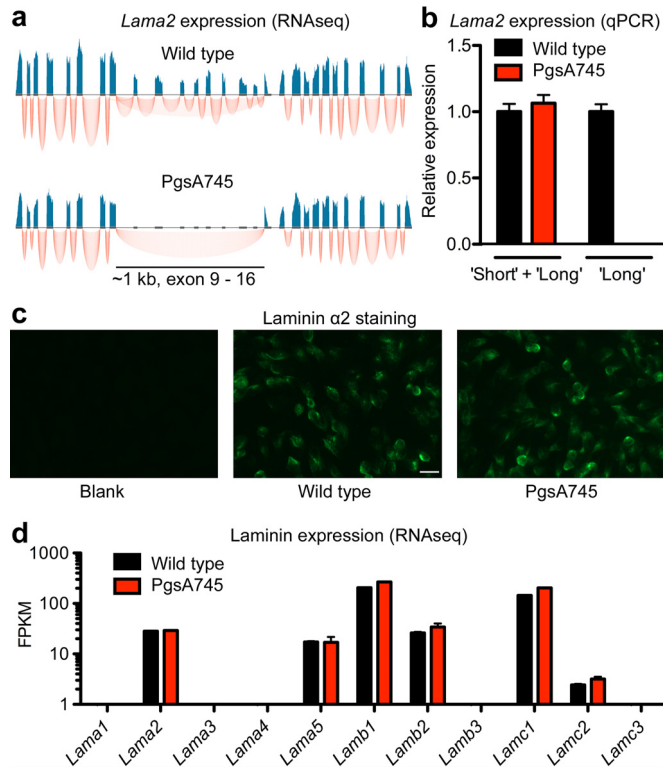 a
Lama2 expression (RNAseq)
Wild type
PgsA745
~1 kb, exon 9 - 16
b
Lama2 expression (qPCR)
Relative expression
1.5
1.0
0.5
0.0
Wild type
PgsA745
'Short' + 'Long'
'Long'
c
Laminin α2 staining
Blank
Wild type
PgsA745
d
Laminin expression (RNAseq)
FPKM
1000
100
10
1
Wild type
PgsA745
Lama1
Lama2
Lama3
Lama4
Lama5
Lamb1
Lamb2
Lamb3
Lamc1
Lamc2
Lamc3